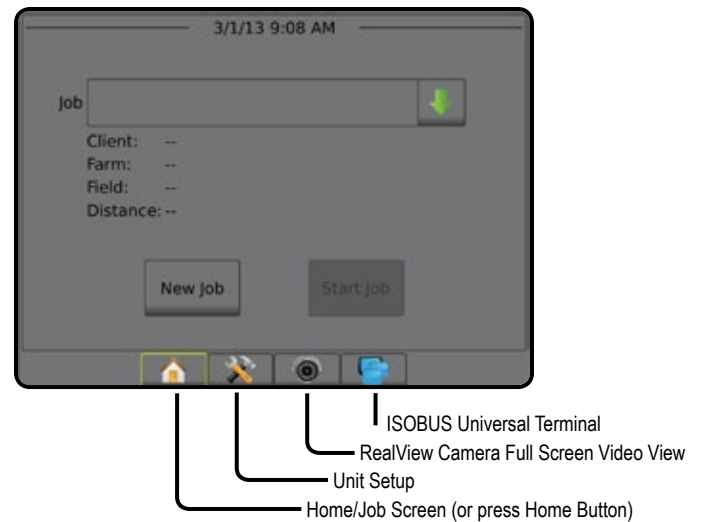 3/1/13 9:08 AM
Job
Client: --
Farm: --
Field: --
Distance: --
New Job
Start Job
ISOBUS Universal Terminal
RealView Camera Full Screen Video View
Unit Setup
Home/Job Screen (or press Home Button)